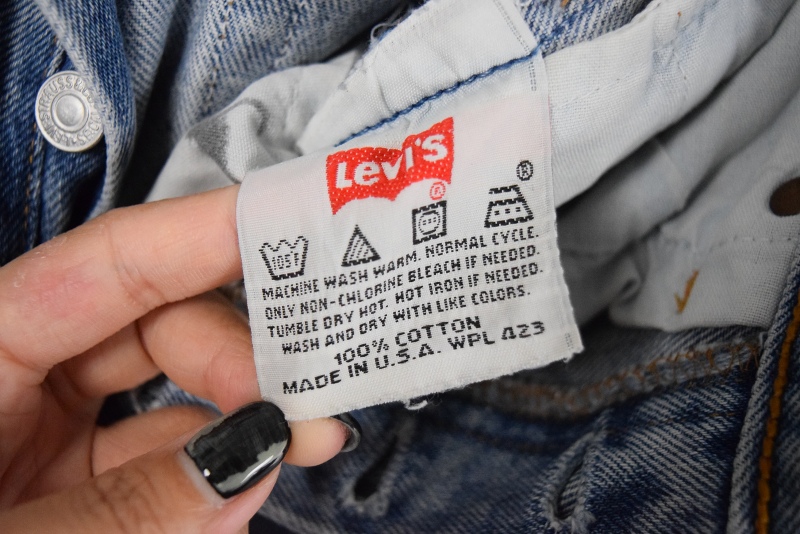 Levi's
®
®
105F
MACHINE WASH WARM. NORMAL CYCLE.
ONLY NON-CHLORINE BLEACH IF NEEDED.
TUMBLE DRY HOT. HOT IRON IF NEEDED.
WASH AND DRY WITH LIKE COLORS.
100% COTTON
MADE IN U.S.A. WPL 423